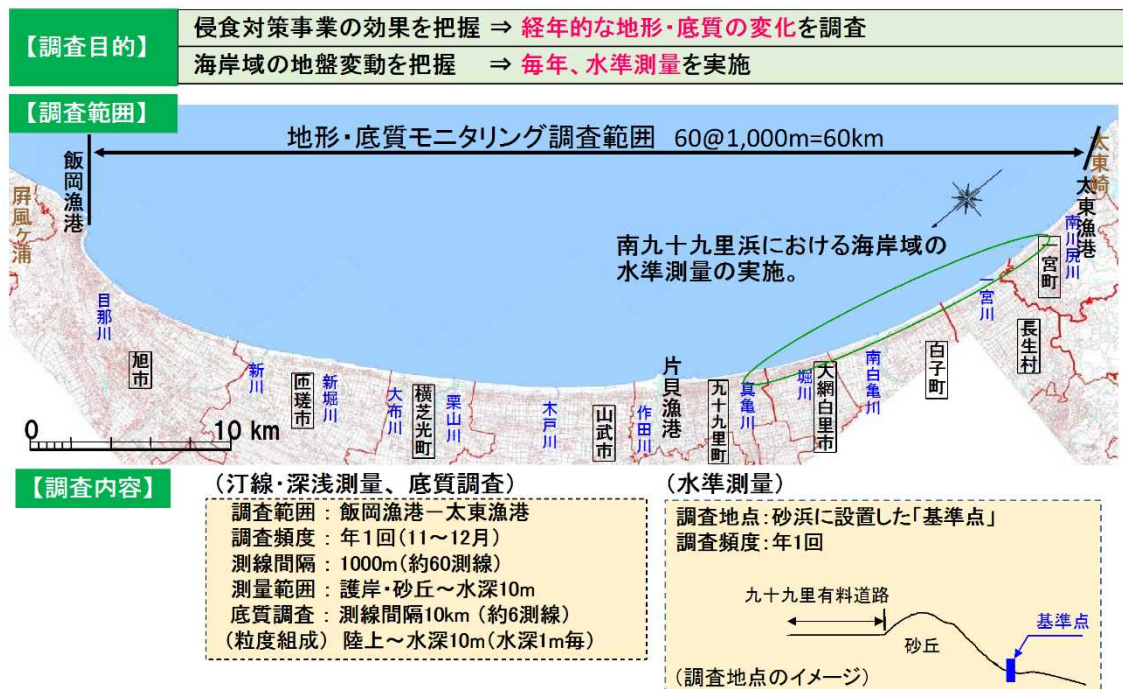 【調査目的】
侵食対策事業の効果を把握 ⇒ 経年的な地形・底質の変化を調査
海岸域の地盤変動を把握 ⇒ 毎年、水準測量を実施
【調査範囲】
地形・底質モニタリング調査範囲 60@1,000m=60km
飯岡漁港
屛風ヶ浦
太東崎
太東漁港
南九十九里浜における海岸域の
水準測量の実施。
目那川
旭市
新川
匝瑳市
新堀川
大布川
横芝光町
栗山川
木戸川
山武市
作田川
片貝漁港
九十九里町
真亀川
堀川
大網白里市
南白亀川
白子町
一宮川
長生村
一宮町
南川尻川
0 10 km
【調査内容】
(汀線・深浅測量、底質調査)
調査範囲 : 飯岡漁港－太東漁港
調査頻度 : 年1回(11～12月)
測線間隔 : 1000m(約60測線)
測量範囲 : 護岸・砂丘～水深10m
底質調査 : 測線間隔10km (約6測線)
(粒度組成) 陸上～水深10m(水深1m毎)
(水準測量)
調査地点:砂浜に設置した「基準点」
調査頻度:年1回
九十九里有料道路
砂丘
基準点
(調査地点のイメージ)